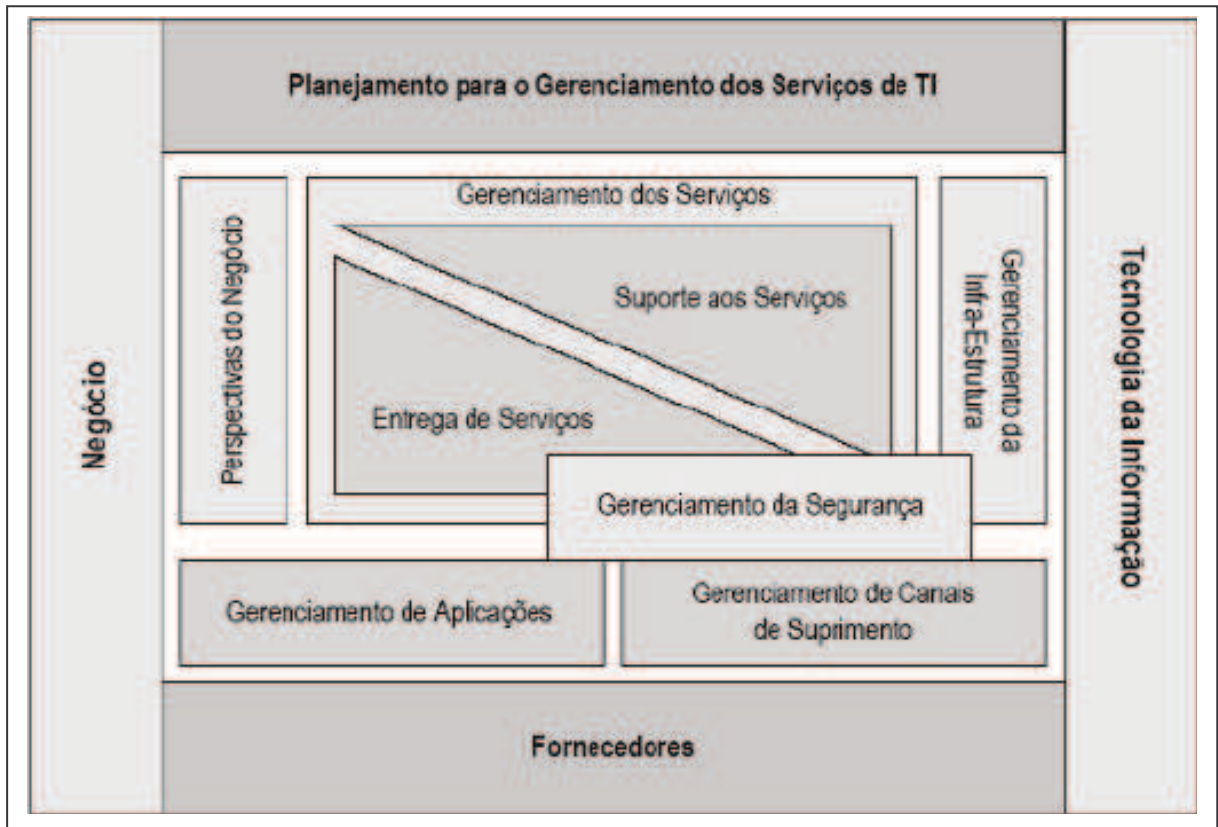 Planejamento para o Gerenciamento dos Serviços de TI
Negócio
Perspectivas do Negócio
Gerenciamento dos Serviços
Suporte aos Serviços
Entrega de Serviços
Gerenciamento da
Infra-Estrutura
Tecnologia da Informação
Gerenciamento da Segurança
Gerenciamento de Aplicações
Gerenciamento de Canais
de Suprimento
Fornecedores